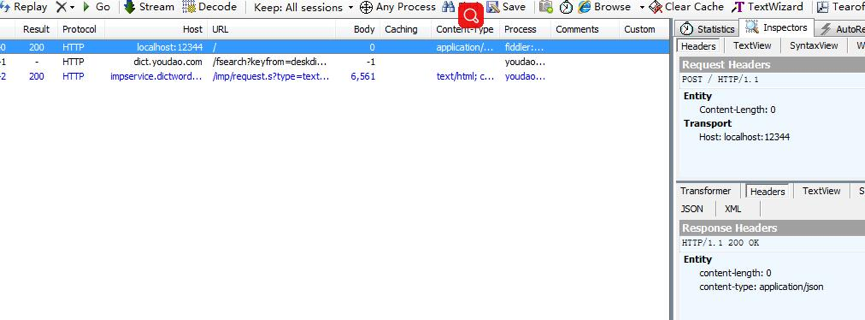 Replay Go Stream Decode Keep: All sessions Any Process Save Browse Clear Cache TextWizard Tearof
Statistics Inspectors AutoRe
Result Protocol Host URL Body Caching Content-Type Process Comments Custom
Headers TextView SyntaxView W
200 HTTP localhost:12344 / 0 application/... fiddler:...
-1 - HTTP dict.youdao.com /fsearch?keyfrom=deskdi... -1 youdao...
-2 200 HTTP impservice.dictword... /imp/request.s?type=text... 6,561 text/html; c... youdao...
Request Headers
POST / HTTP/1.1
Entity
Content-Length: 0
Transport
Host: localhost:12344
Transformer Headers TextView S
JSON XML
Response Headers
HTTP/1.1 200 OK
Entity
content-length: 0
content-type: application/json